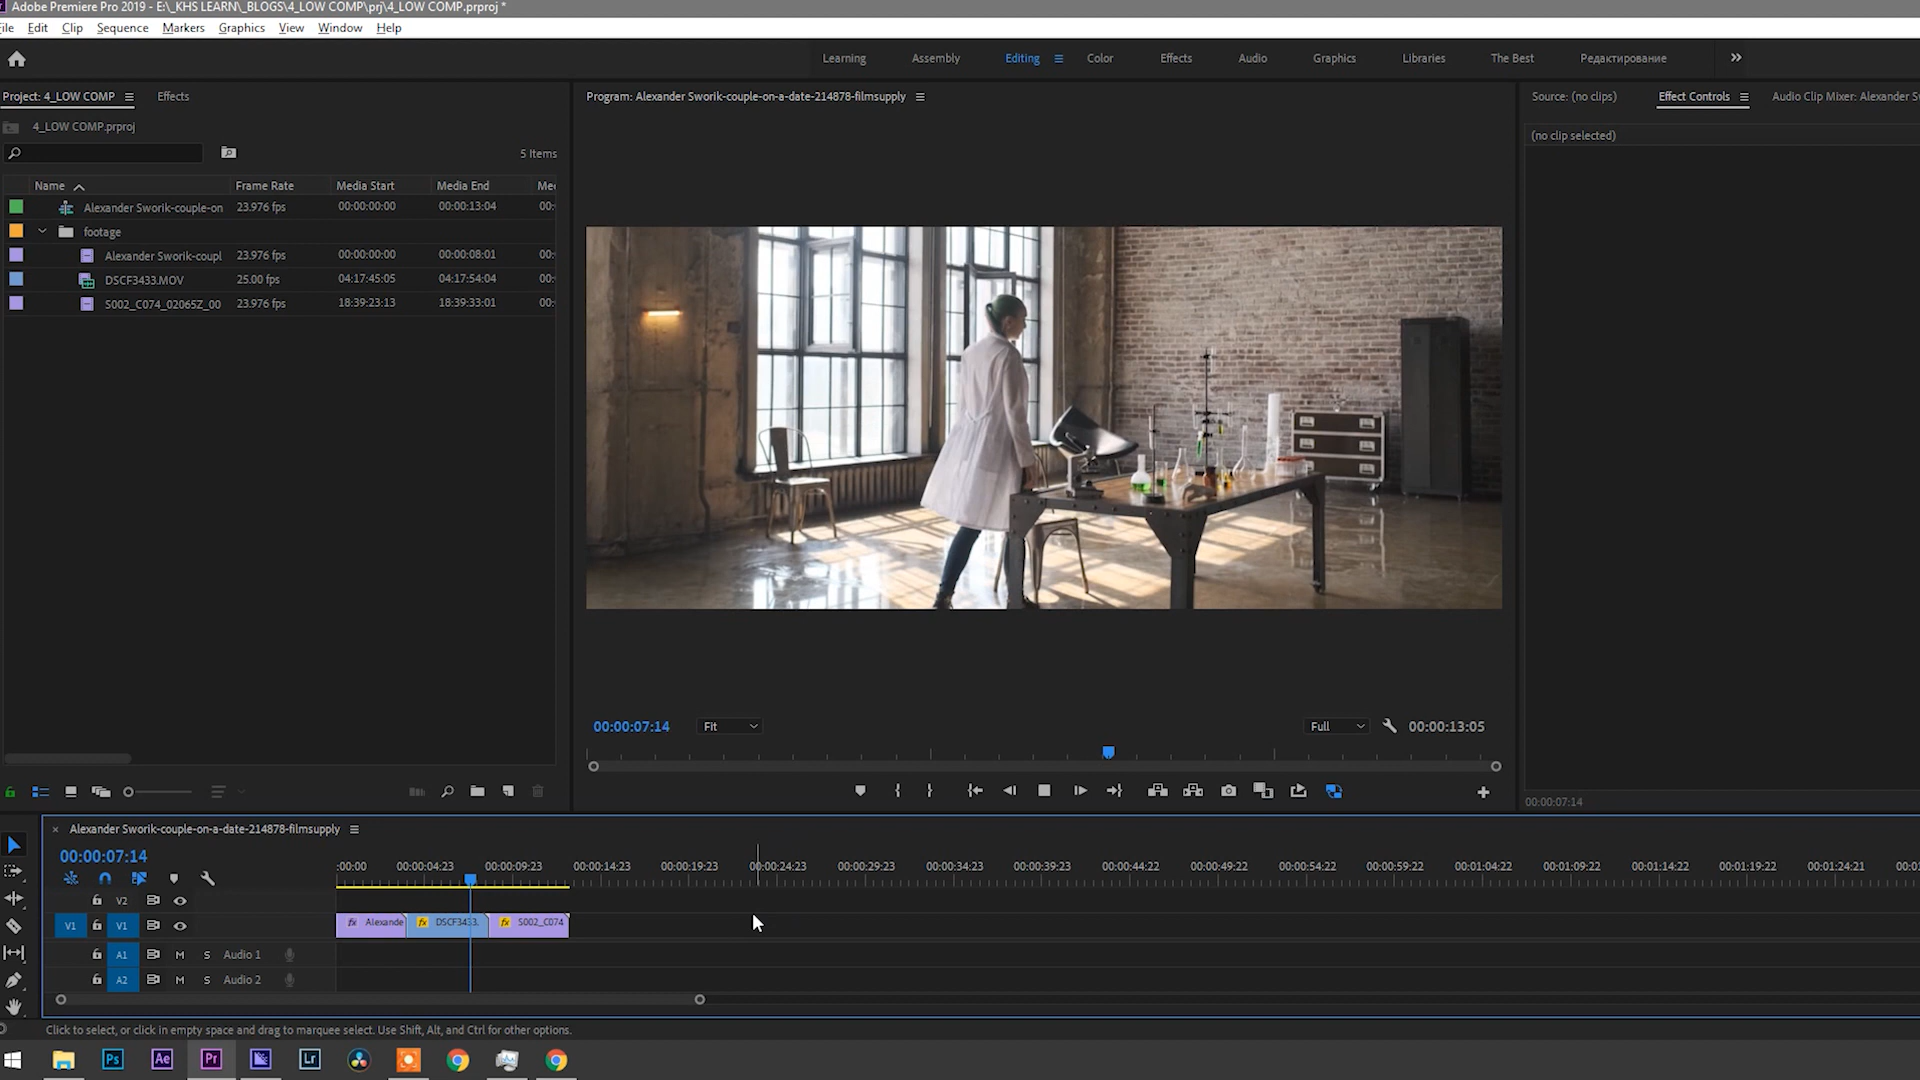 Adobe Premiere Pro 2019 - E:\_KHS LEARN\_BLOGS\4_LOW COMP\prj\4_LOW COMP.prproj *
ile Edit Clip Sequence Markers Graphics View Window Help
Learning Assembly Editing Color Effects Audio Graphics Libraries The Best Редактирование
Project: 4_LOW COMP Effects
Program: Alexander Sworik-couple-on-a-date-214878-filmsupply
Source: (no clips) Effect Controls Audio Clip Mixer: Alexander S
4_LOW COMP.prproj
(no clip selected)
5 Items
Name Frame Rate Media Start Media End Me
Alexander Sworik-couple-on 23.976 fps 00:00:00:00 00:00:13:04 00:
footage
Alexander Sworik-coupl 23.976 fps 00:00:00:00 00:00:08:01 00:
DSCF3433.MOV 25.00 fps 04:17:45:05 04:17:54:04 00:
S002_C074_02065Z_00 23.976 fps 18:39:23:13 18:39:33:01 00:
00:00:07:14 Fit Full 00:00:13:05
00:00:07:14
× Alexander Sworik-couple-on-a-date-214878-filmsupply
00:00:07:14
:00:00 00:00:04:23 00:00:09:23 00:00:14:23 00:00:19:23 00:00:24:23 00:00:29:23 00:00:34:23 00:00:39:23 00:00:44:22 00:00:49:22 00:00:54:22 00:00:59:22 00:01:04:22 00:01:09:22 00:01:14:22 00:01:19:22 00:01:24:21 00:01
V2
V1 V1 fx Alexande fx DSCF3433. fx S002_C074
A1 M S Audio 1
A2 M S Audio 2
Click to select, or click in empty space and drag to marquee select. Use Shift, Alt, and Ctrl for other options.
Ps Ae Pr Lr